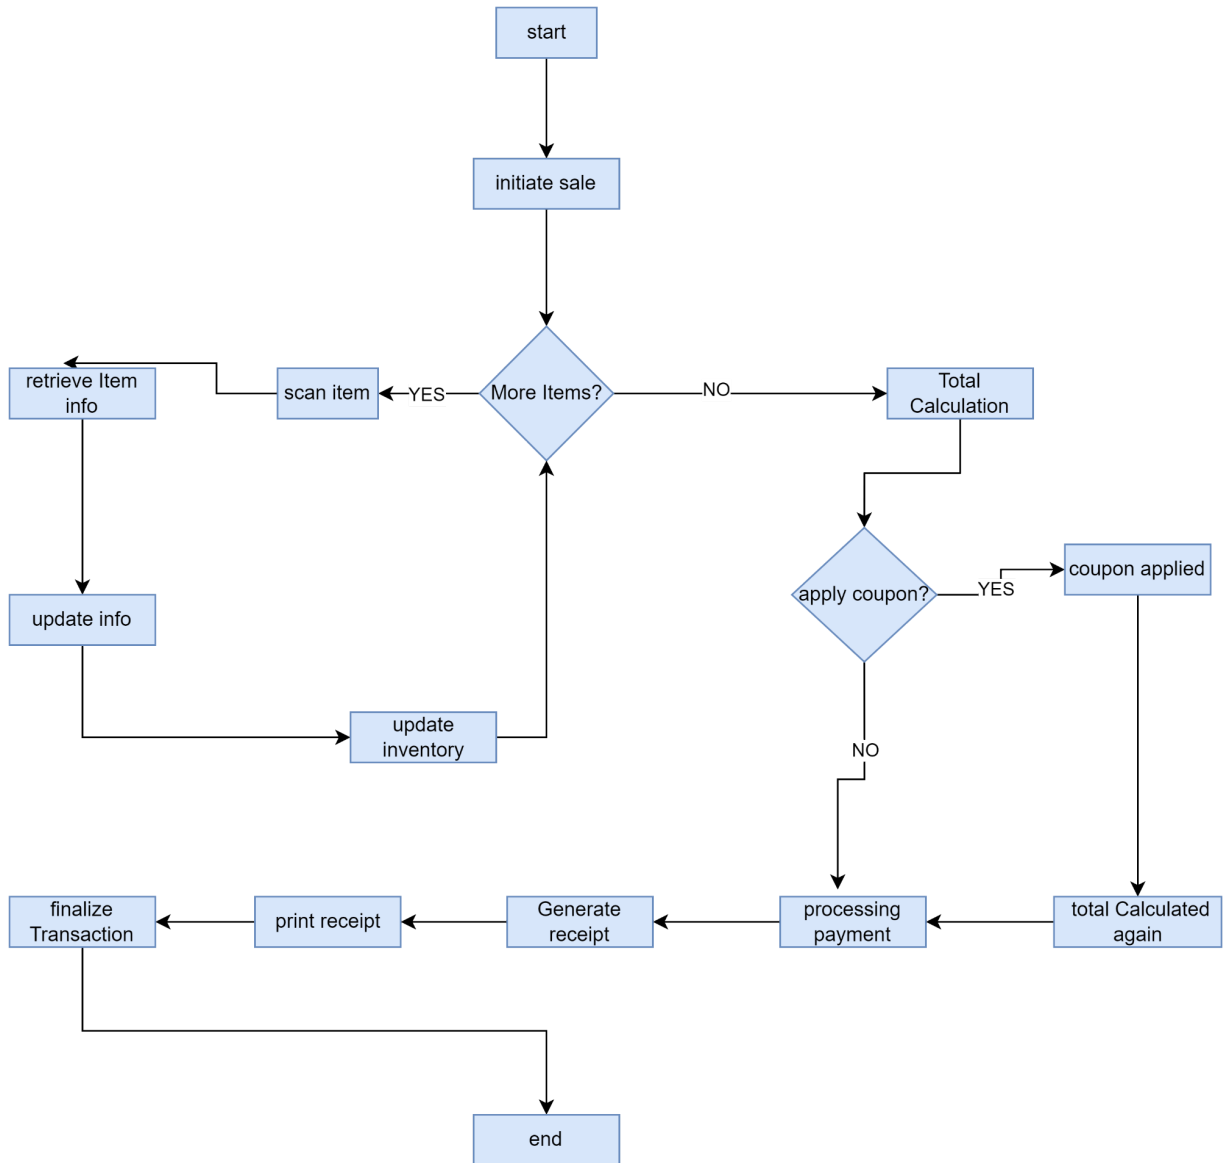 start
initiate sale
More Items?
YES
scan item
retrieve Item
info
update info
update
inventory
NO
Total
Calculation
apply coupon?
YES
coupon applied
total Calculated
again
NO
processing
payment
Generate
receipt
print receipt
finalize
Transaction
end